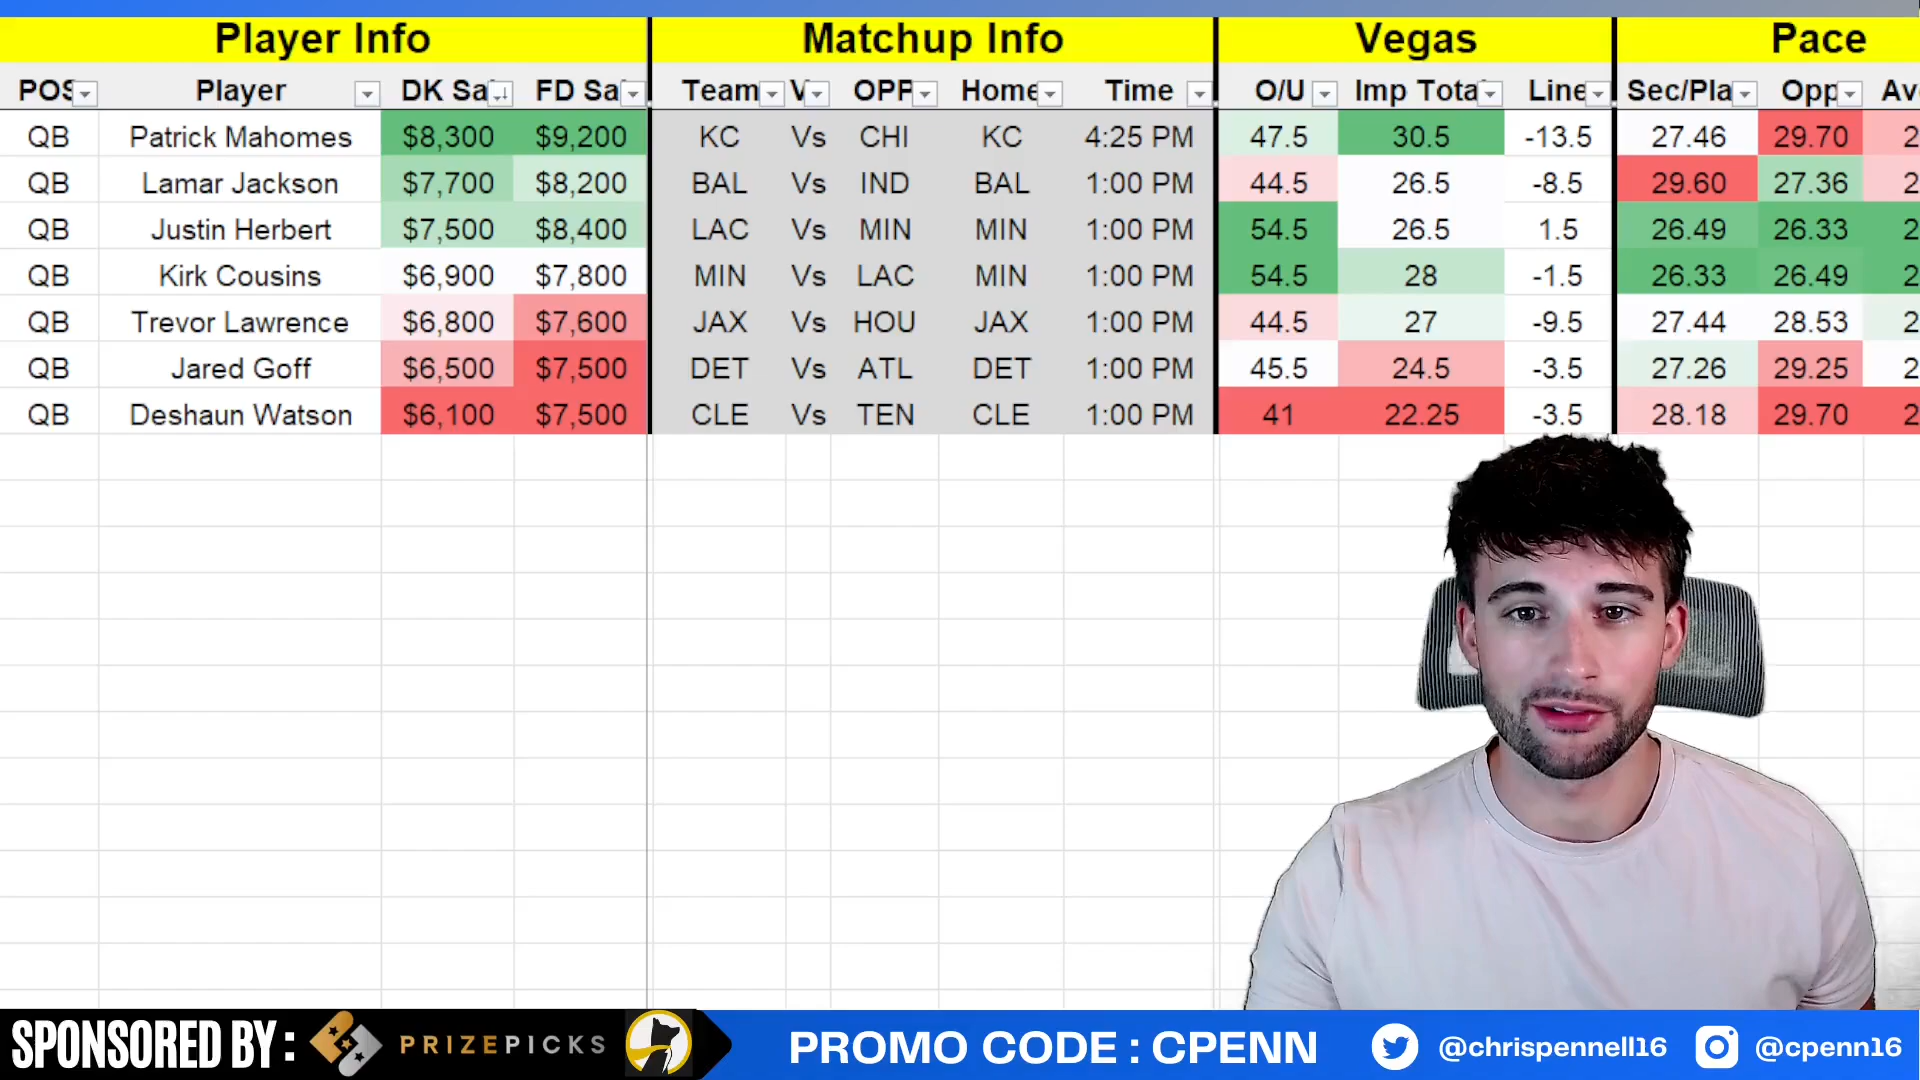 Player Info Matchup Info Vegas Pace
POS Player DK Sa FD Sa Team V OPP Home Time O/U Imp Tota Line Sec/Pla Opp Av
QB Patrick Mahomes $8,300 $9,200 KC Vs CHI KC 4:25 PM 47.5 30.5 -13.5 27.46 29.70 2
QB Lamar Jackson $7,700 $8,200 BAL Vs IND BAL 1:00 PM 44.5 26.5 -8.5 29.60 27.36 2
QB Justin Herbert $7,500 $8,400 LAC Vs MIN MIN 1:00 PM 54.5 26.5 1.5 26.49 26.33 2
QB Kirk Cousins $6,900 $7,800 MIN Vs LAC MIN 1:00 PM 54.5 28 -1.5 26.33 26.49 2
QB Trevor Lawrence $6,800 $7,600 JAX Vs HOU JAX 1:00 PM 44.5 27 -9.5 27.44 28.53 2
QB Jared Goff $6,500 $7,500 DET Vs ATL DET 1:00 PM 45.5 24.5 -3.5 27.26 29.25 2
QB Deshaun Watson $6,100 $7,500 CLE Vs TEN CLE 1:00 PM 41 22.25 -3.5 28.18 29.70 2
SPONSORED BY : PRIZEPICKS PROMO CODE : CPENN @chrispennell16 @cpenn16